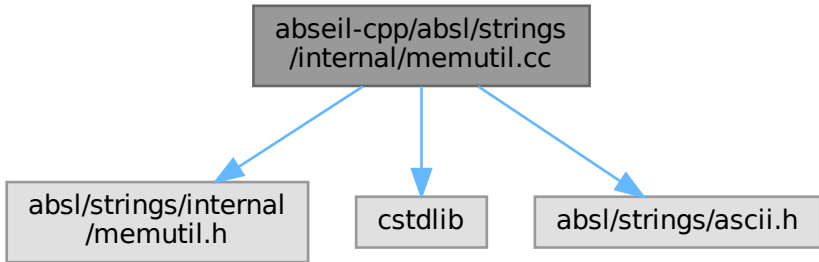 abseil-cpp/absl/strings
/internal/memutil.cc
absl/strings/internal
/memutil.h
cstdlib
absl/strings/ascii.h